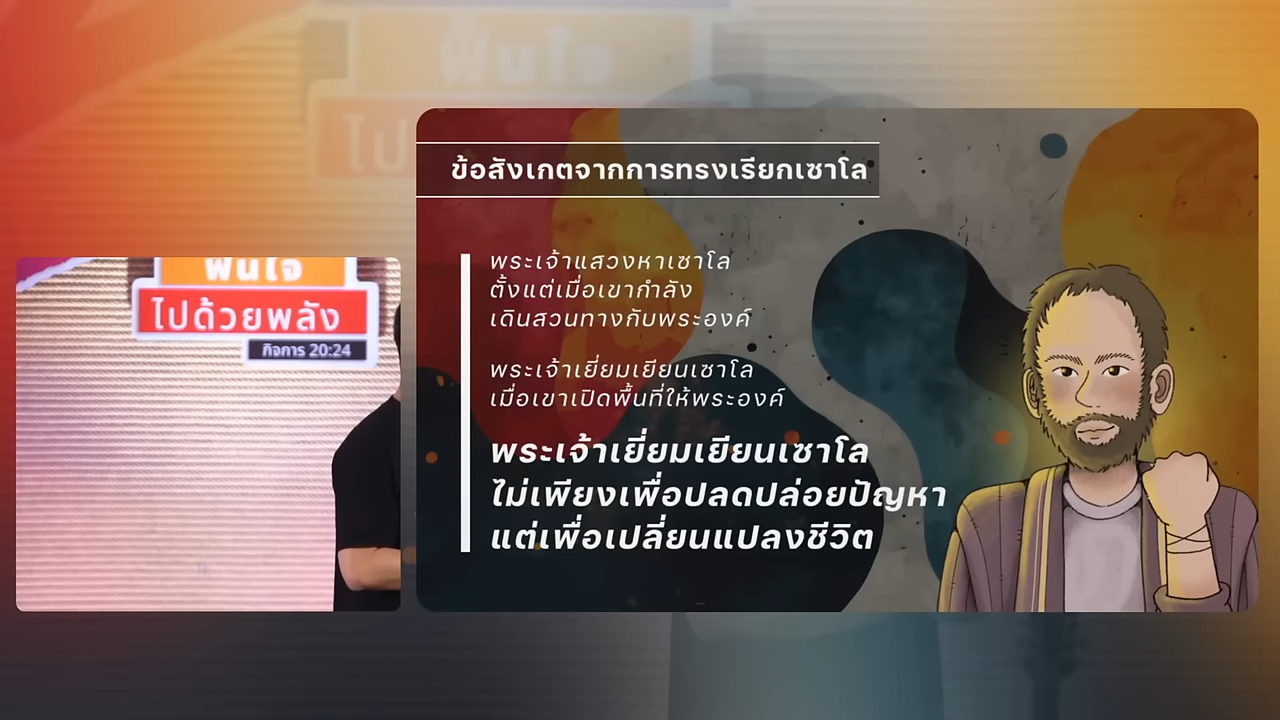 ฟื้นใจ
ไปด้วยพลัง
กิจการ 20:24
ข้อสังเกตจากการทรงเรียกเซาโล
พระเจ้าแสวงหาเซาโล
ตั้งแต่เมื่อเขากำลัง
เดินสวนทางกับพระองค์
พระเจ้าเยี่ยมเยียนเซาโล
เมื่อเขาเปิดพื้นที่ให้พระองค์
พระเจ้าเยี่ยมเยียนเซาโล
ไม่เพียงเพื่อปลดปล่อยปัญหา
แต่เพื่อเปลี่ยนแปลงชีวิต